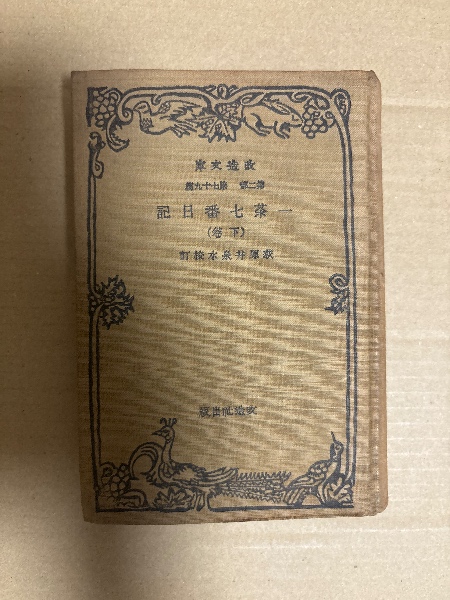 庫文造改
篇九十七第 部二第
記日番七茶一
(卷下)
訂校水泉井原荻
版出社造改